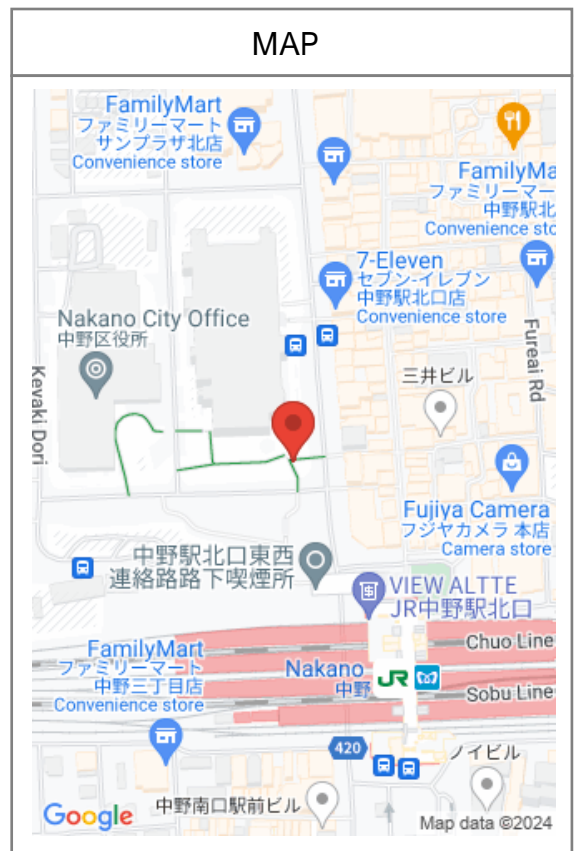 MAP
FamilyMart
ファミリーマート
サンプラザ北店
Convenience store
FamilyMa
ファミリーマー
中野駅北
Convenience sto
7-Eleven
セブン-イレブン
中野駅北口店
Convenience store
Nakano City Office
中野区役所
Keyaki Dori
Fureai Rd
三井ビル
Fujiya Camera
フジヤカメラ 本店
Camera store
中野駅北口東西
連絡路路下喫煙所
VIEW ALTTE
JR中野駅北口
Chuo Line
FamilyMart
ファミリーマート
中野三丁目店
Convenience store
Nakano
中野
JR
Sobu Line
420
ノイビル
中野南口駅前ビル
Google
Map data ©2024